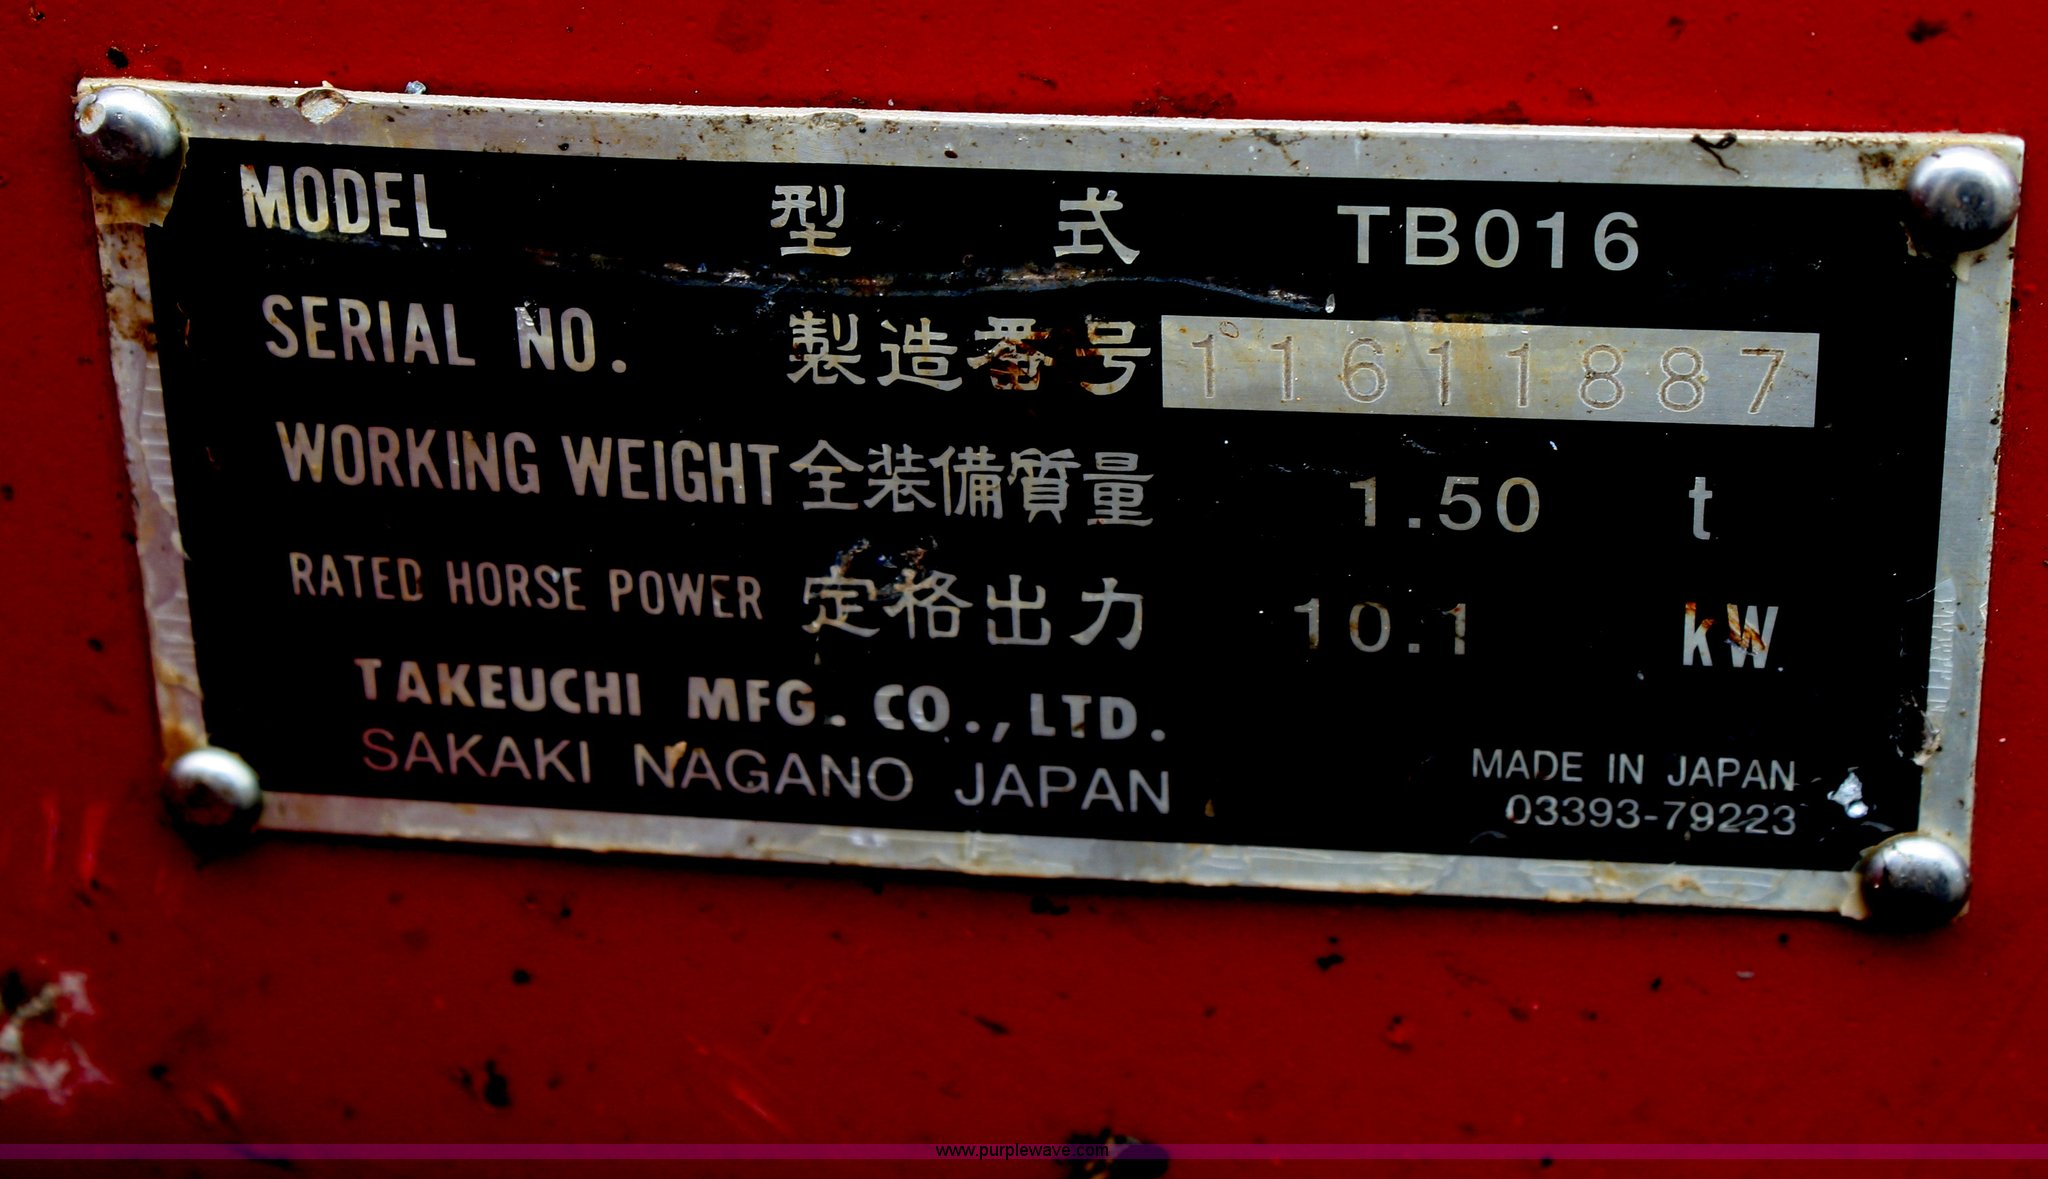 MODEL 型 式 TB016
SERIAL NO. 製造番号 11611887
WORKING WEIGHT 全装備質量 1.50 t
RATED HORSE POWER 定格出力 10.1 kW
TAKEUCHI MFG. CO., LTD.
SAKAKI NAGANO JAPAN
MADE IN JAPAN
03393-79223
www.purplewave.com